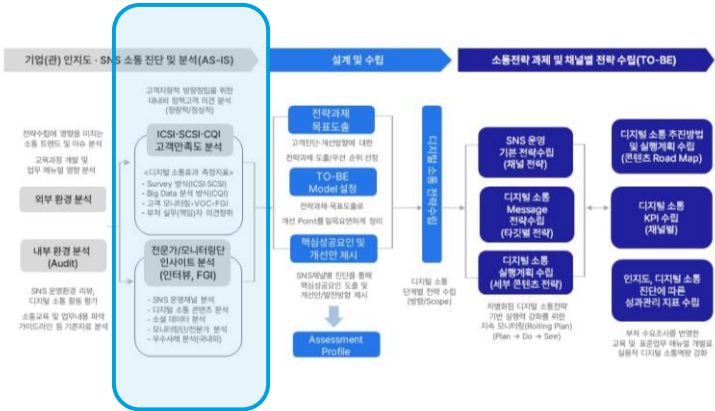 기업(관) 인지도 · SNS 소통 진단 및 분석(AS-IS)
설계 및 수립
소통전략 과제 및 채널별 전략 수립(TO-BE)
전략수립에 영향을 미치는
소통 트렌드 및 이슈 분석
교육과정 개발 및
업무 메뉴얼 영향 분석
외부 환경 분석
내부 환경 분석
(Audit)
SNS 운영환경 리뷰,
디지털 소통 활동 평가
소통교육 및 업무내용 파악
가이드라인 등 기존자료 분석
고객지향적 방향정립을 위한
대내외 정책고객 의견 분석
(정량적/정성적)
ICSI·SCSI·CQI
고객만족도 분석
<디지털 소통효과 측정지표>
- Survey 방식(ICSI·SCSI)
- Big Data 분석 방식(CQI)
- 고객 모니터링·VOC·FGI
- 부처 실무(책임)자 의견청취
전문가/모니터링단
인사이트 분석
(인터뷰, FGI)
- SNS 운영채널 분석
- 디지털 소통 콘텐츠 분석
- 소셜 데이터 분석
- 모니터링단/전문가 분석
- 우수사례 분석(국내외)
전략과제
목표도출
고객진단·개선방향에 대한
전략과제 도출/우선 순위 선정
TO-BE
Model 설정
전략과제·목표도출로
개선 Point를 일목요연하게 정리
핵심성공요인 및
개선안 제시
SNS채널별 진단을 통해
핵심성공요인 도출 및
개선안/발전방향 제시
Assessment
Profile
디지털 소통 전략수립
디지털 소통
단계별 전략 수립
(방향/Scope)
SNS 운영
기본 전략수립
(채널 전략)
디지털 소통
Message
전략수립
(타깃별 전략)
디지털 소통
실행계획 수립
(세부 콘텐츠 전략)
차별화된 디지털 소통전략
기반 실행력 강화를 위한
지속 모니터링(Rolling Plan)
(Plan → Do → See)
디지털 소통 추진방법
및 실행계획 수립
(콘텐츠 Road Map)
디지털 소통
KPI 수립
(채널별)
인지도, 디지털 소통
진단에 따른
성과관리 지표 수립
부처 수요조사를 반영한
교육 및 표준업무 메뉴얼 개발로
실용적 디지털 소통역량 강화